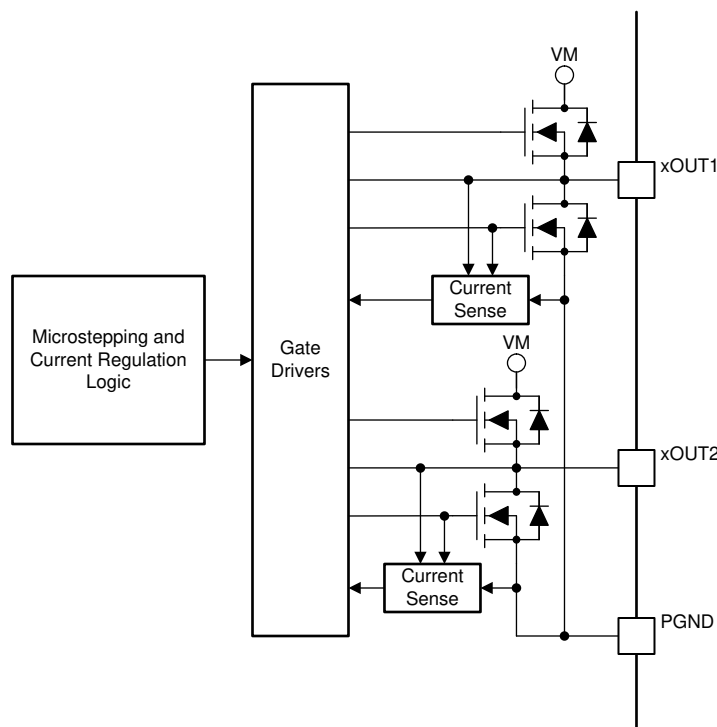 VM
xOUT1
Current
Sense
Microstepping and
Current Regulation
Logic
Gate
Drivers
VM
xOUT2
Current
Sense
PGND